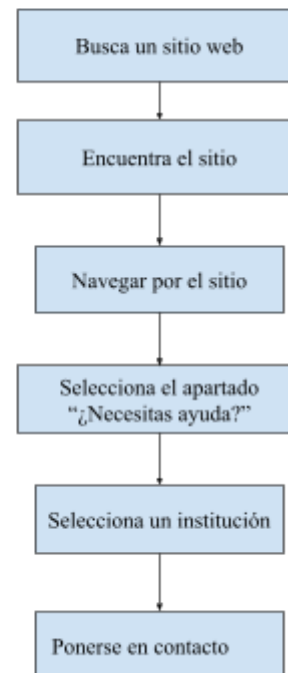 Busca un sitio web
Encuentra el sitio
Navegar por el sitio
Selecciona el apartado
“¿Necesitas ayuda?”
Selecciona un institución
Ponerse en contacto